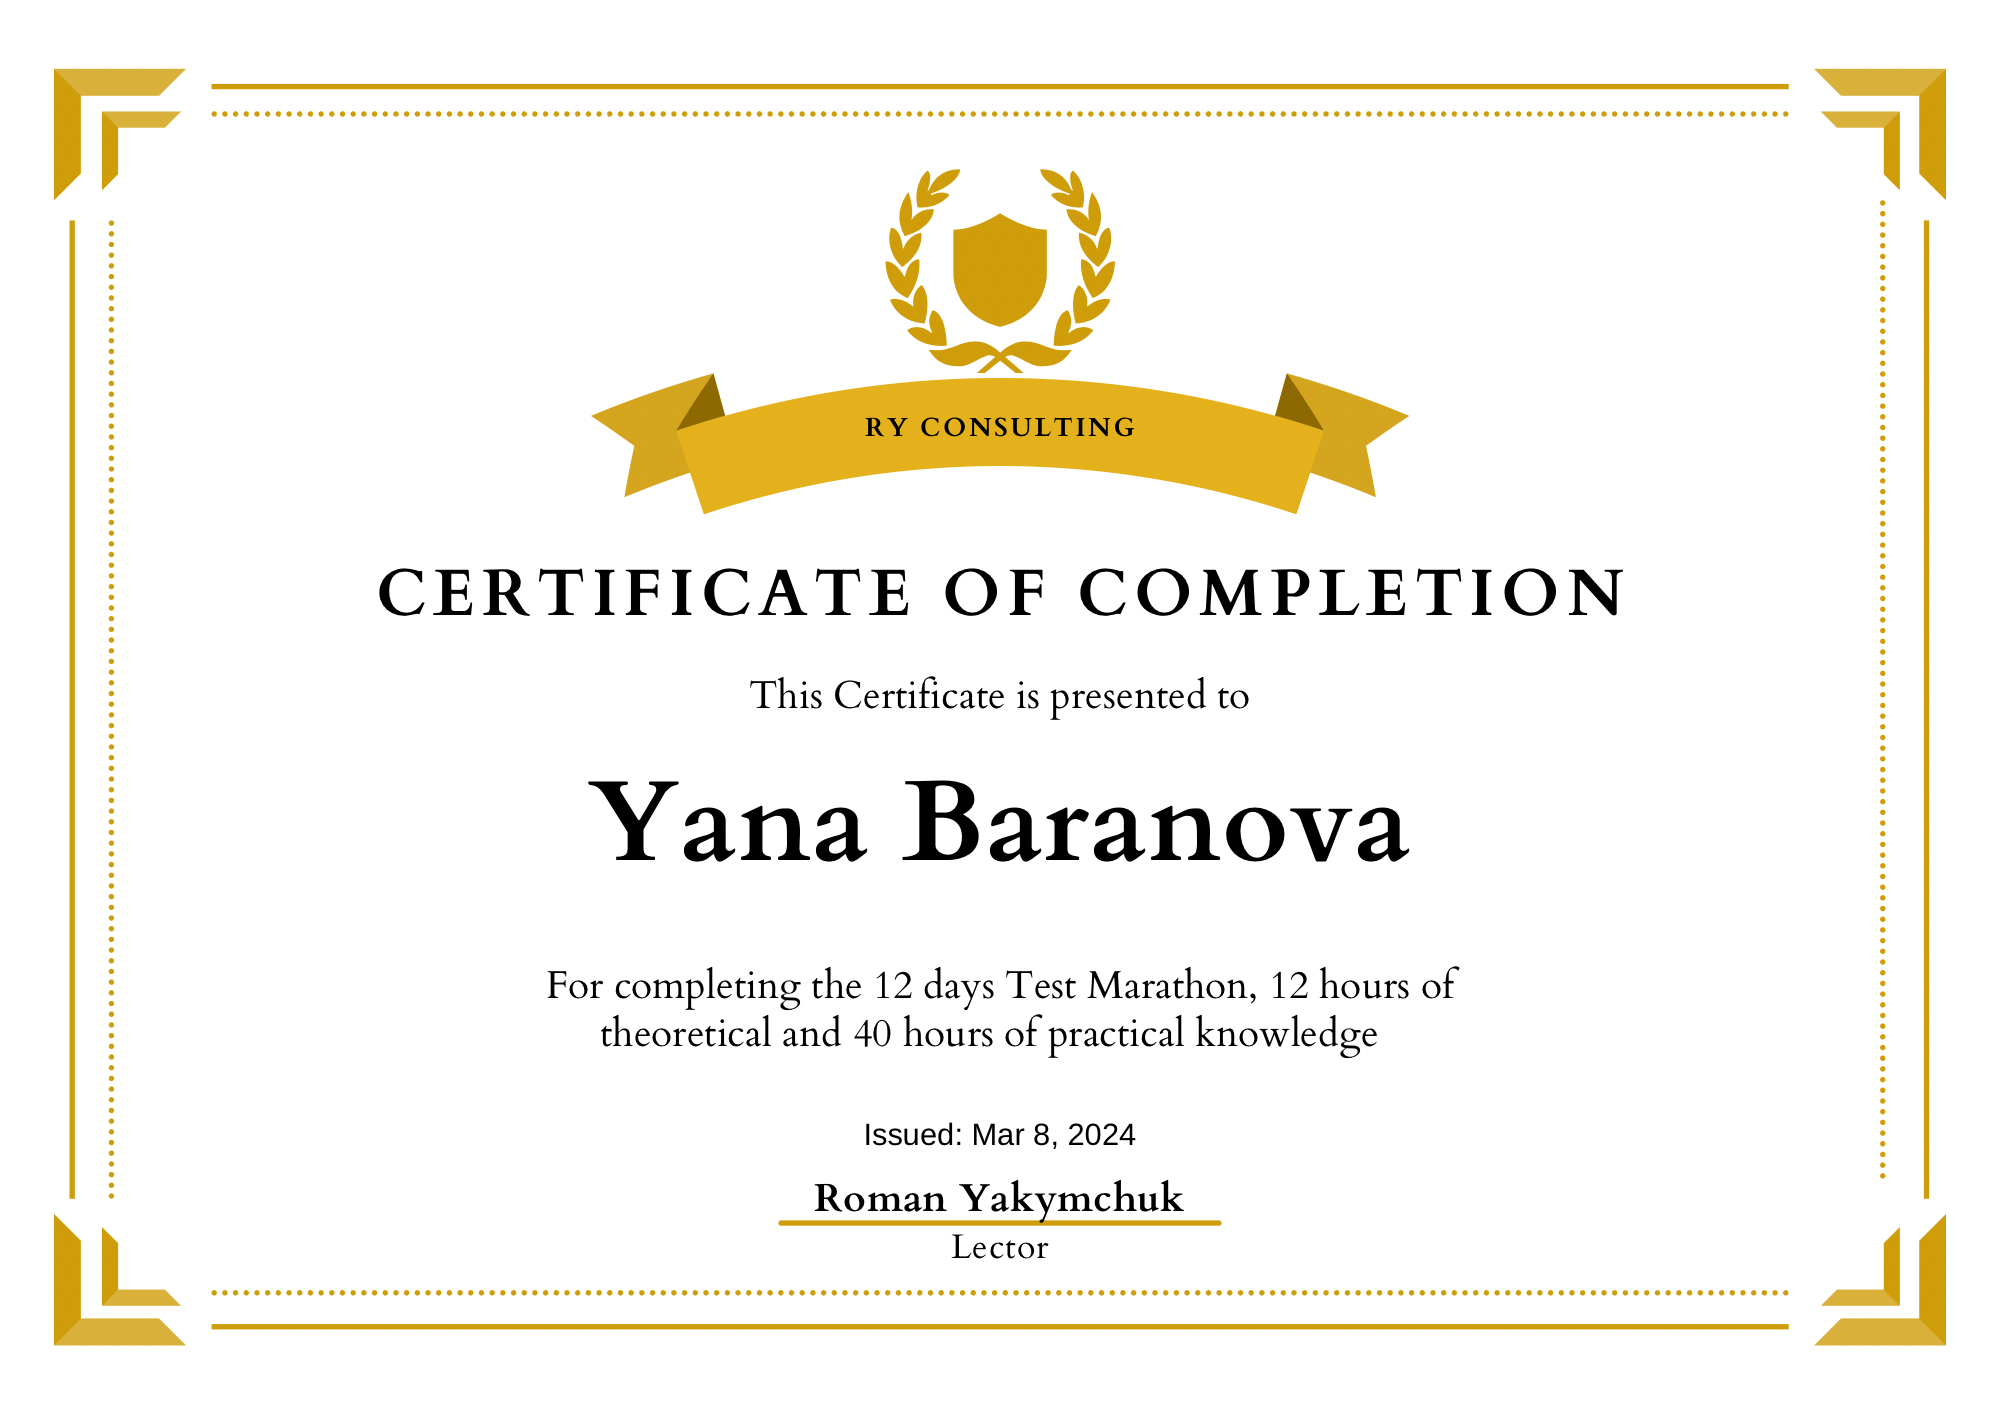 RY CONSULTING
CERTIFICATE OF COMPLETION
This Certificate is presented to
Yana Baranova
For completing the 12 days Test Marathon, 12 hours of
theoretical and 40 hours of practical knowledge
Issued: Mar 8, 2024
Roman Yakymchuk
Lector